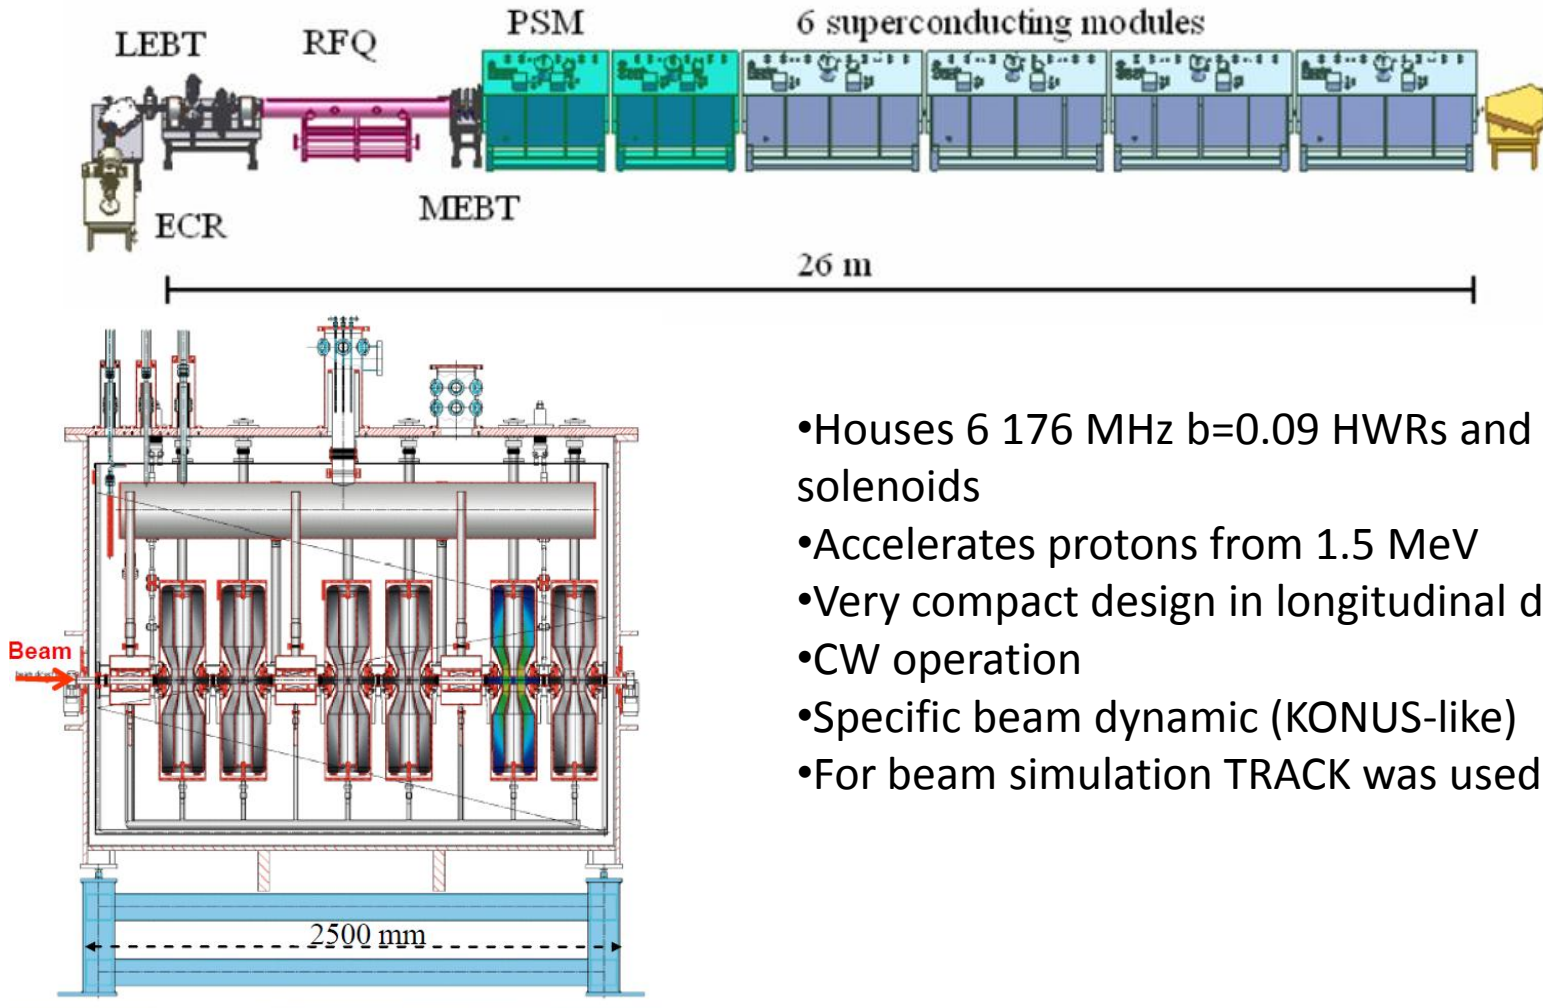 PSM
6 superconducting modules
LEBT
RFQ
MEBT
ECR
26 m
Beam
•Houses 6 176 MHz b=0.09 HWRs and
solenoids
•Accelerates protons from 1.5 MeV
•Very compact design in longitudinal d
•CW operation
•Specific beam dynamic (KONUS-like)
•For beam simulation TRACK was used
2500 mm